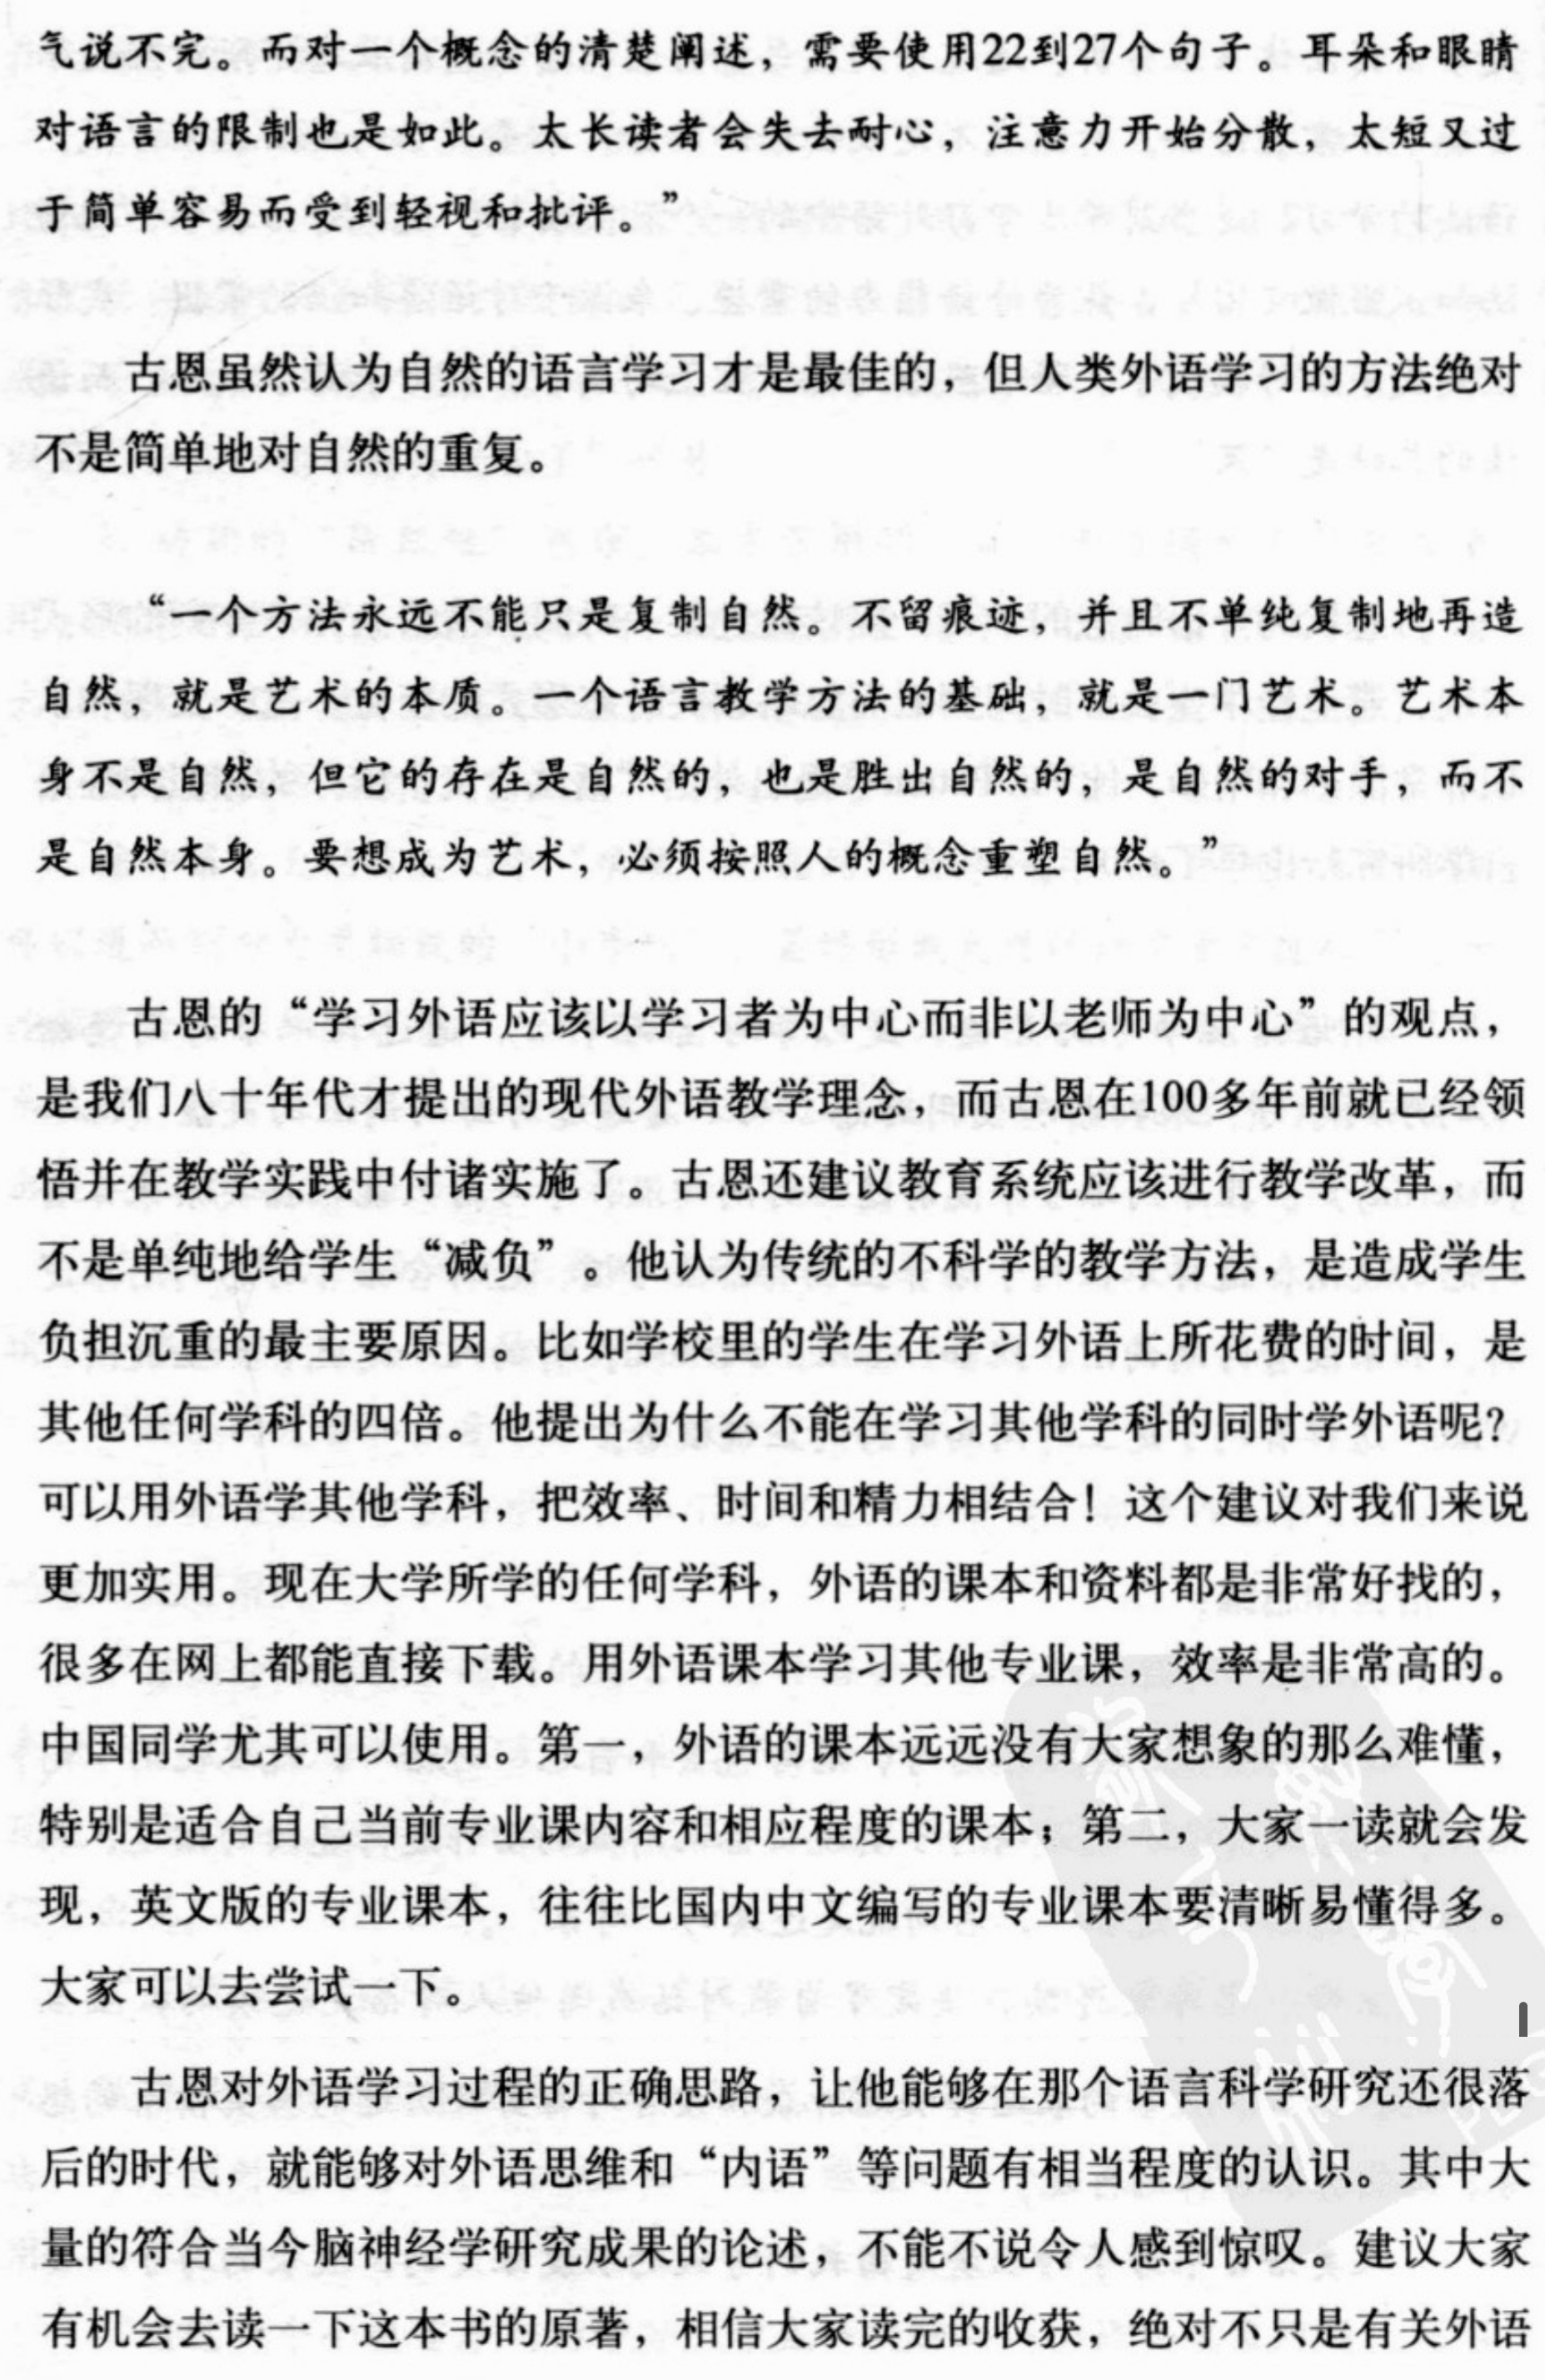 气说不完。而对一个概念的清楚阐述，需要使用22到27个句子。耳朵和眼睛
对语言的限制也是如此。太长读者会失去耐心，注意力开始分散，太短又过
于简单容易而受到轻视和批评。”
古恩虽然认为自然的语言学习才是最佳的，但人类外语学习的方法绝对
不是简单地对自然的重复。
“一个方法永远不能只是复制自然。不留痕迹，并且不单纯复制地再造
自然，就是艺术的本质。一个语言教学方法的基础，就是一门艺术。艺术本
身不是自然，但它的存在是自然的，也是胜出自然的，是自然的对手，而不
是自然本身。要想成为艺术，必须按照人的概念重塑自然。”
古恩的“学习外语应该以学习者为中心而非以老师为中心”的观点，
是我们八十年代才提出的现代外语教学理念，而古恩在100多年前就已经领
悟并在教学实践中付诸实施了。古恩还建议教育系统应该进行教学改革，而
不是单纯地给学生“减负”。他认为传统的不科学的教学方法，是造成学生
负担沉重的最主要原因。比如学校里的学生在学习外语上所花费的时间，是
其他任何学科的四倍。他提出为什么不能在学习其他学科的同时学外语呢？
可以用外语学其他学科，把效率、时间和精力相结合！这个建议对我们来说
更加实用。现在大学所学的任何学科，外语的课本和资料都是非常好找的，
很多在网上都能直接下载。用外语课本学习其他专业课，效率是非常高的。
中国同学尤其可以使用。第一，外语的课本远远没有大家想象的那么难懂，
特别是适合自己当前专业课内容和相应程度的课本；第二，大家一读就会发
现，英文版的专业课本，往往比国内中文编写的专业课本要清晰易懂得多。
大家可以去尝试一下。
古恩对外语学习过程的正确思路，让他能够在那个语言科学研究还很落
后的时代，就能够对外语思维和“内语”等问题有相当程度的认识。其中大
量的符合当今脑神经学研究成果的论述，不能不说令人感到惊叹。建议大家
有机会去读一下这本书的原著，相信大家读完的收获，绝对不只是有关外语